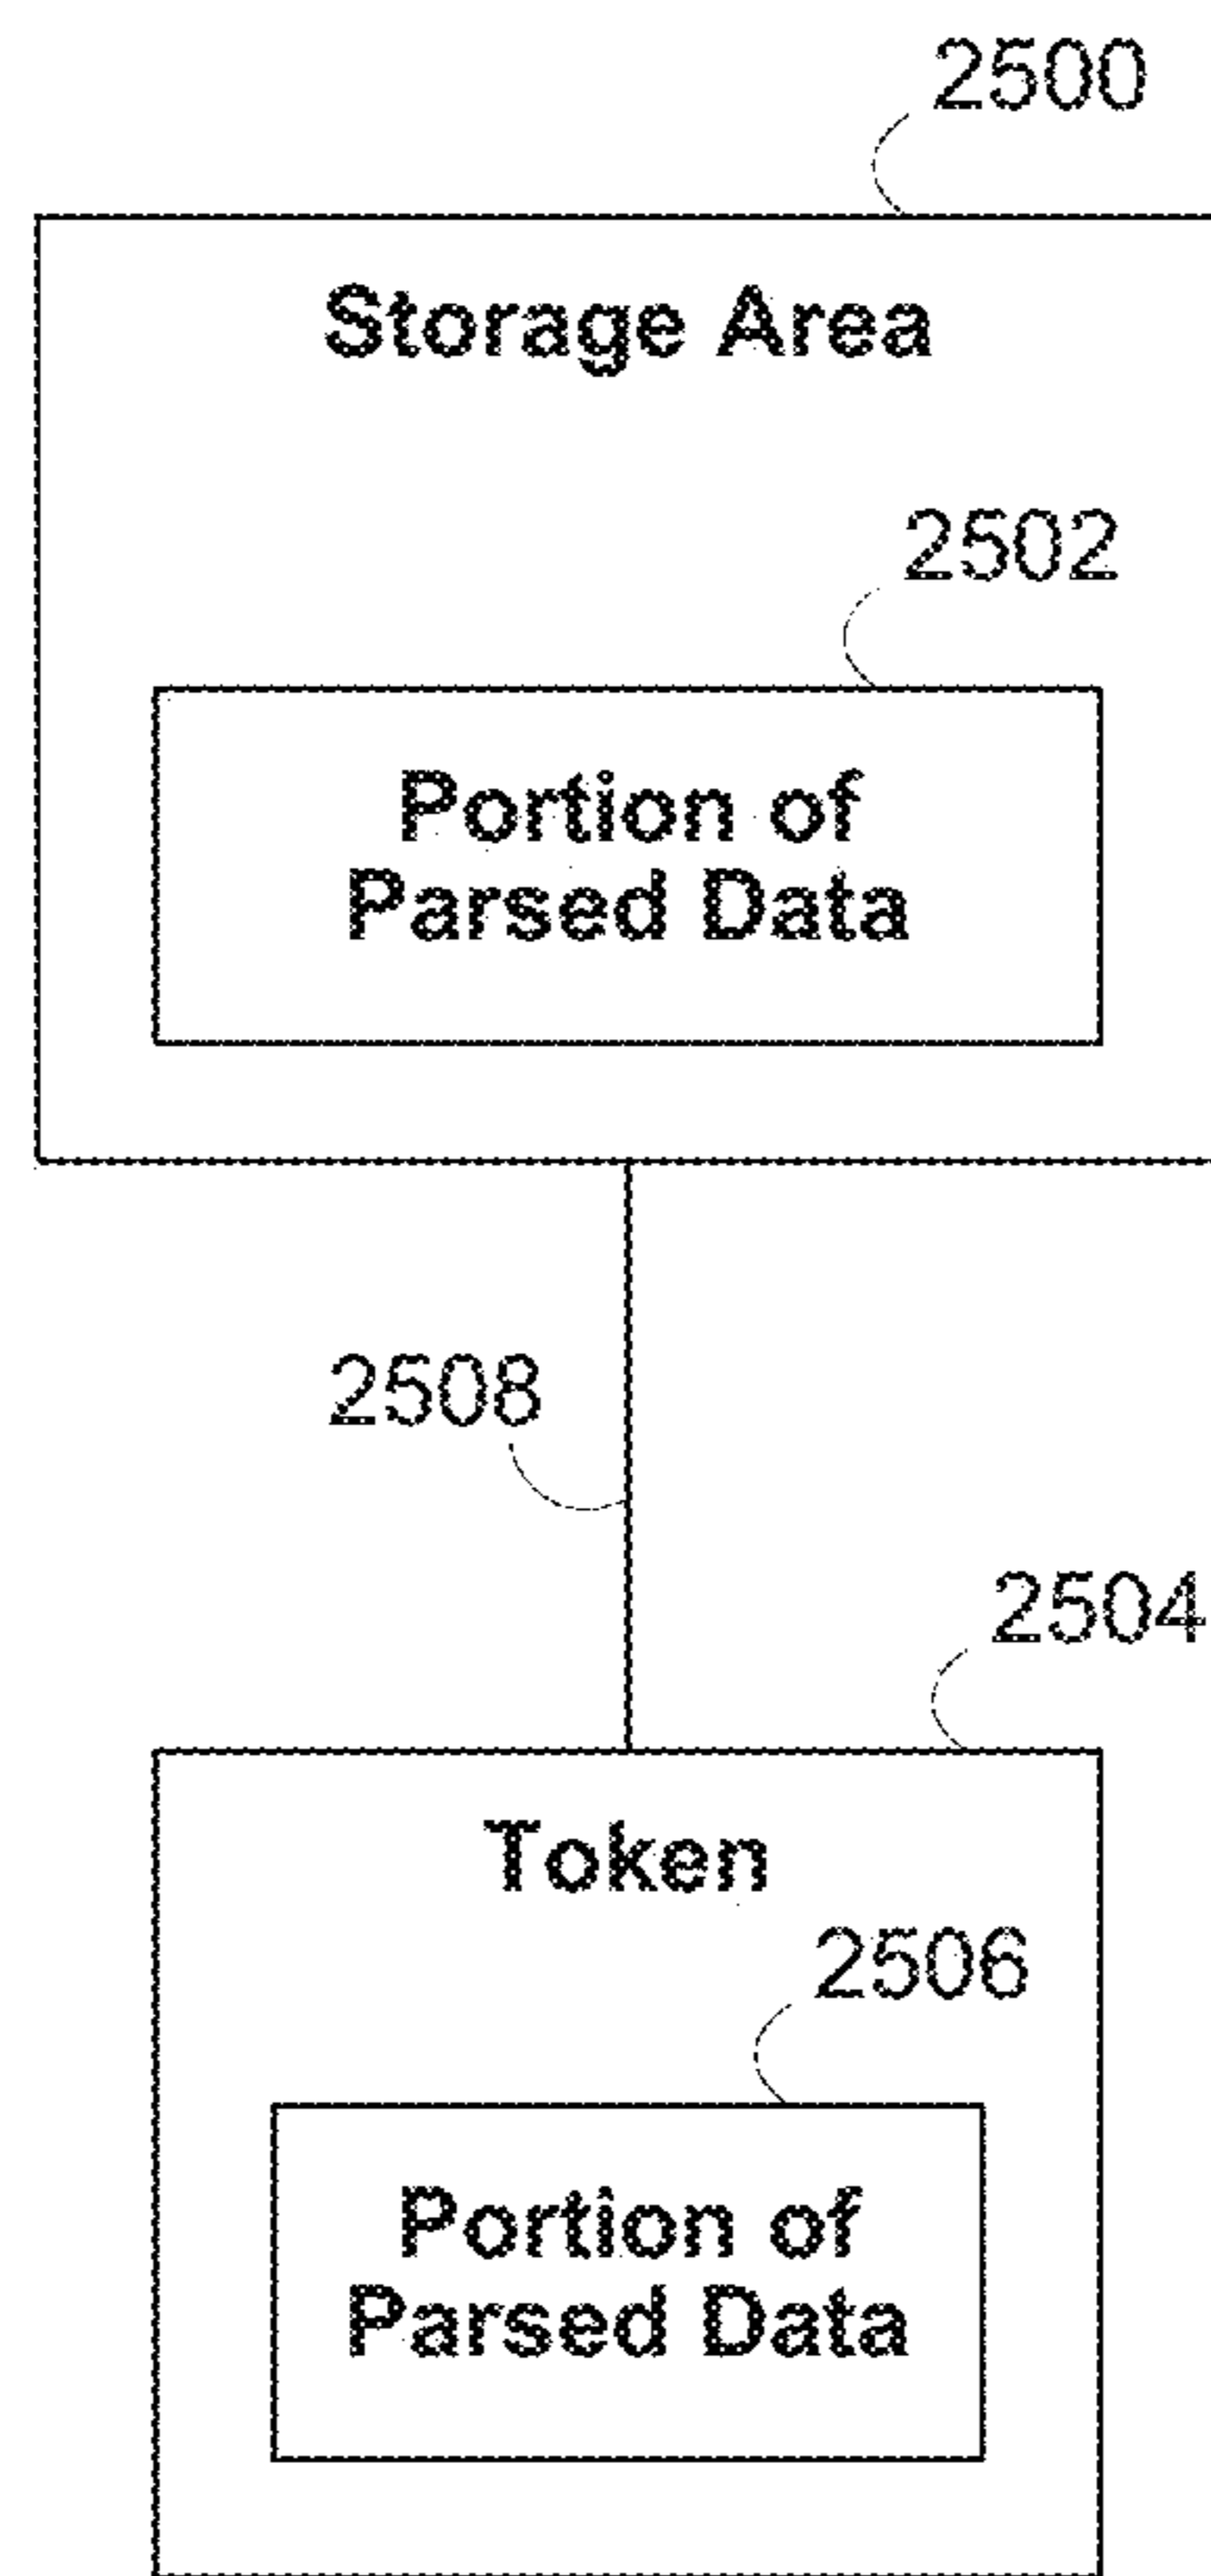 2500
Storage Area
2502
Portion of
Parsed Data
2508
2504
Token
2506
Portion of
Parsed Data